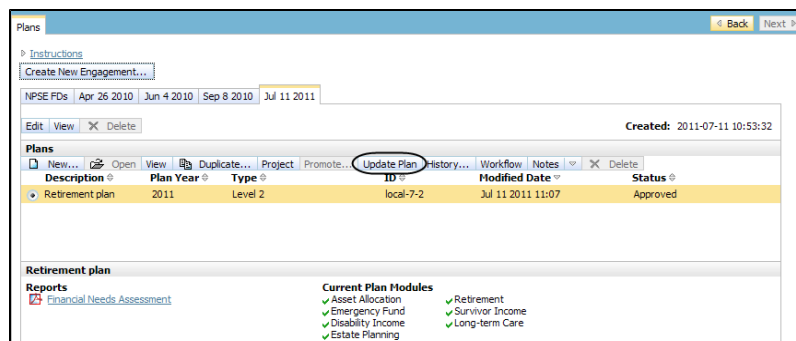 Plans
Back Next
Instructions
Create New Engagement...
NPSE FDs Apr 26 2010 Jun 4 2010 Sep 8 2010 Jul 11 2011
Edit View Delete Created: 2011-07-11 10:53:32
Plans
New... Open View Duplicate... Project Promote... Update Plan History... Workflow Notes Delete
Description Plan Year Type ID Modified Date Status
Retirement plan 2011 Level 2 local-7-2 Jul 11 2011 11:07 Approved
Retirement plan
Reports Current Plan Modules
Financial Needs Assessment Asset Allocation Retirement
Emergency Fund Survivor Income
Disability Income Long-term Care
Estate Planning